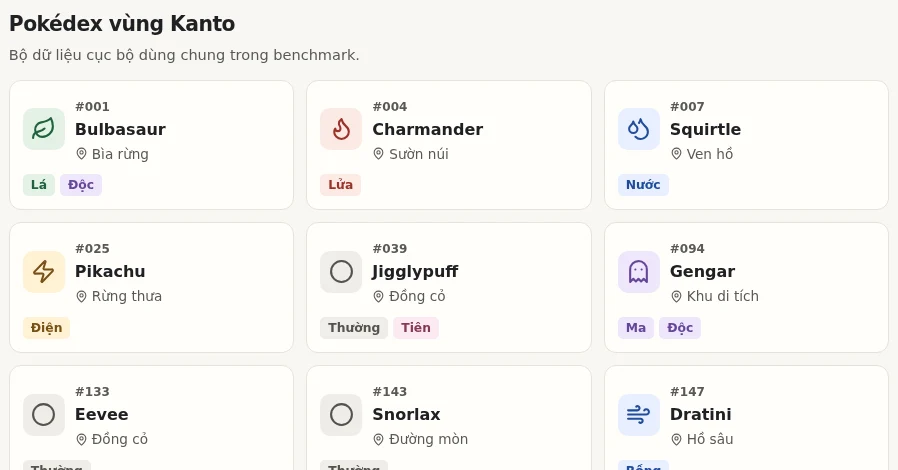 Pokédex vùng Kanto
Bộ dữ liệu cục bộ dùng chung trong benchmark.
#001
Bulbasaur
Bìa rừng
Lá Độc
#004
Charmander
Sườn núi
Lửa
#007
Squirtle
Ven hồ
Nước
#025
Pikachu
Rừng thưa
Điện
#039
Jigglypuff
Đồng cỏ
Thường Tiên
#094
Gengar
Khu di tích
Ma Độc
#133
Eevee
Đồng cỏ
Thường
#143
Snorlax
Đường mòn
Thường
#147
Dratini
Hồ sâu
Rồng